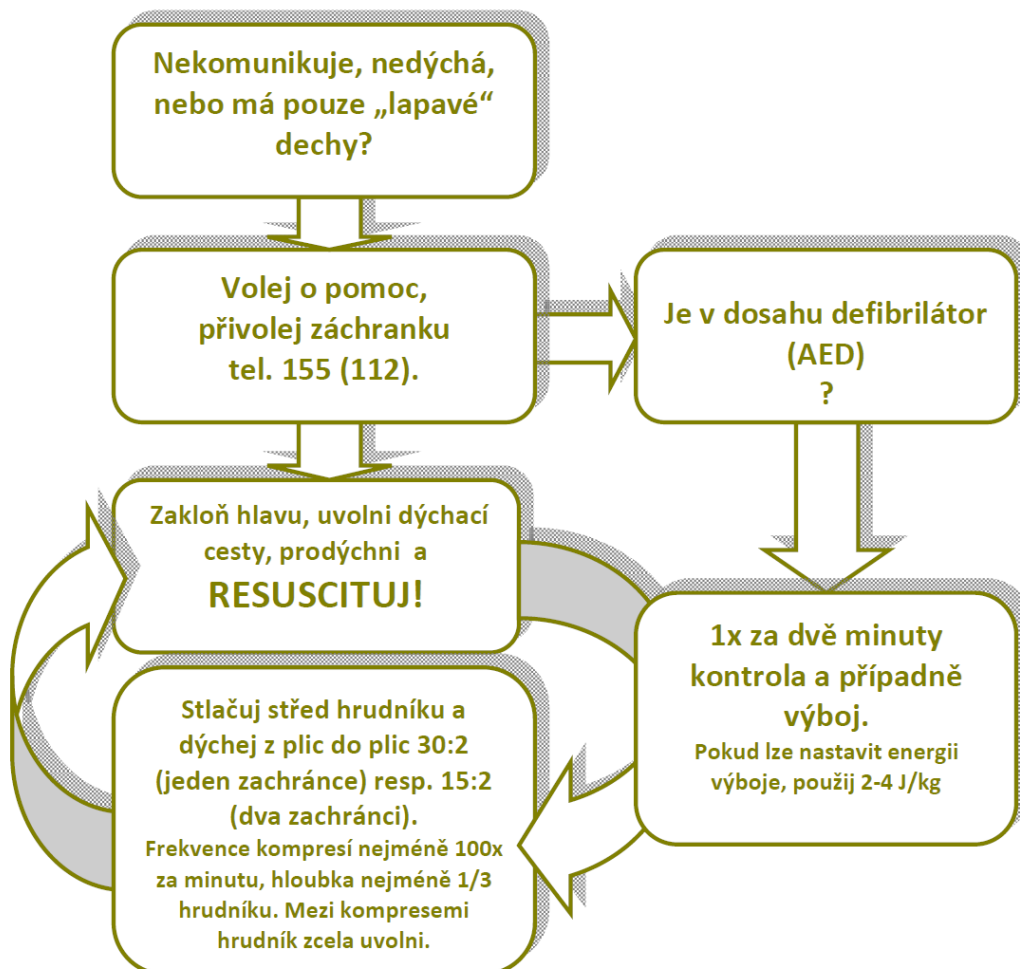 Nekomunikuje, nedýchá,
nebo má pouze „lapavé“
dechy?
Volej o pomoc,
přivolej záchranku
tel. 155 (112).
Je v dosahu defibrilátor
(AED)
?
Zakloň hlavu, uvolni dýchací
cesty, prodýchni a
RESUSCITUJ!
1x za dvě minuty
kontrola a případně
výboj.
Pokud lze nastavit energii
výboje, použij 2-4 J/kg
Stlačuj střed hrudníku a
dýchej z plic do plic 30:2
(jeden zachránce) resp. 15:2
(dva zachránci).
Frekvence kompresí nejméně 100x
za minutu, hloubka nejméně 1/3
hrudníku. Mezi kompresemi
hrudník zcela uvolni.